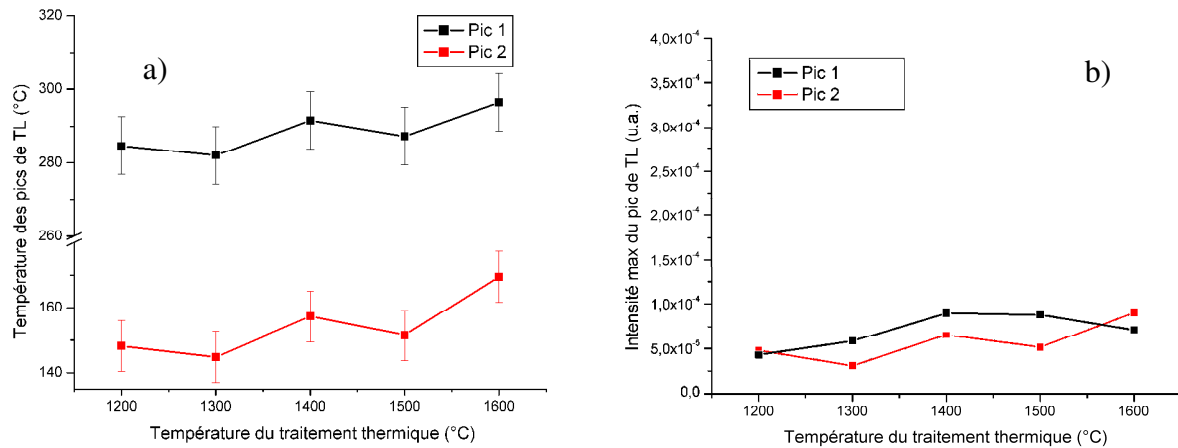 a)
Pic 1
Pic 2
Température des pics de TL (°C)
300
280
260
160
140
1200 1300 1400 1500 1600
Température du traitement thermique (°C)
b)
Pic 1
Pic 2
Intensité max du pic de TL (u.a.)
4,0x10-4
3,5x10-4
3,0x10-4
2,5x10-4
2,0x10-4
1,5x10-4
1,0x10-4
5,0x10-5
0,0
1200 1300 1400 1500 1600
Température du traitement thermique (°C)